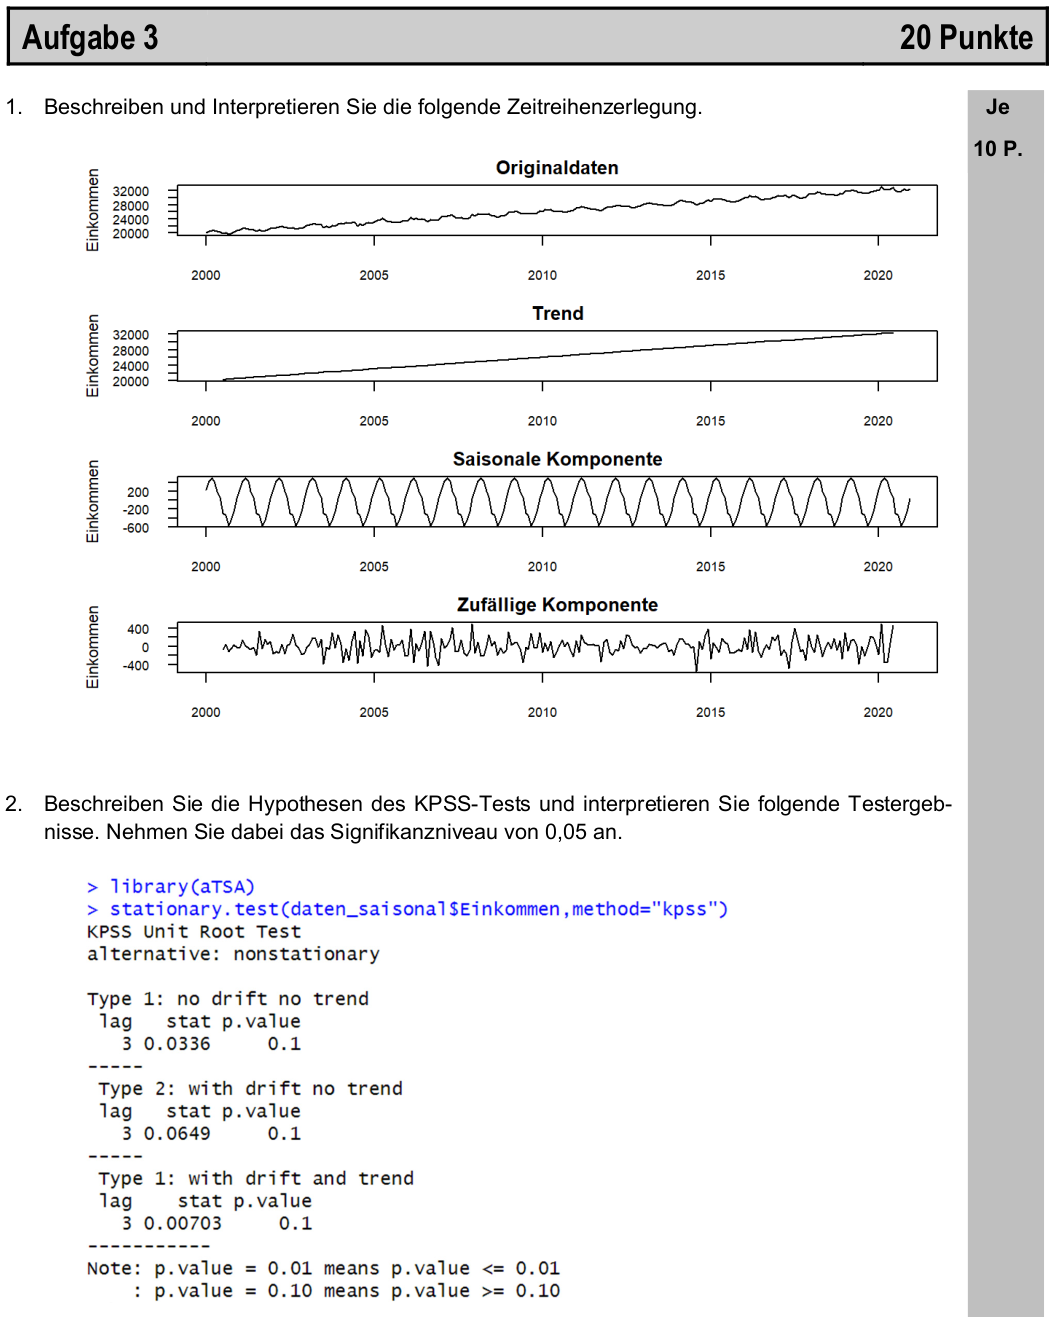 Aufgabe 3 20 Punkte
1. Beschreiben und Interpretieren Sie die folgende Zeitreihenzerlegung.
Je
10 P.
Originaldaten
Einkommen
32000
28000
24000
20000
2000 2005 2010 2015 2020
Trend
Einkommen
32000
28000
24000
20000
2000 2005 2010 2015 2020
Saisonale Komponente
Einkommen
200
-200
-600
2000 2005 2010 2015 2020
Zufällige Komponente
Einkommen
400
0
-400
2000 2005 2010 2015 2020
2. Beschreiben Sie die Hypothesen des KPSS-Tests und interpretieren Sie folgende Testergeb-
nisse. Nehmen Sie dabei das Signifikanzniveau von 0,05 an.
> library(aTSA)
> stationary.test(daten_saisonal$Einkommen,method="kpss")
KPSS Unit Root Test
alternative: nonstationary
Type 1: no drift no trend
lag stat p.value
3 0.0336 0.1
-----
Type 2: with drift no trend
lag stat p.value
3 0.0649 0.1
-----
Type 1: with drift and trend
lag stat p.value
3 0.00703 0.1
-----------
Note: p.value = 0.01 means p.value <= 0.01
: p.value = 0.10 means p.value >= 0.10